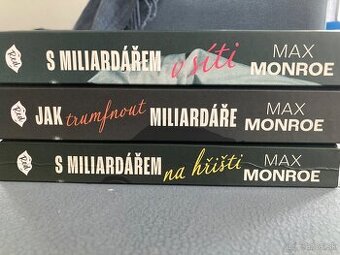 S MILIARDÁŘEM v síti MAX MONROE
JAK trumfnout MILIARDÁŘE MAX MONROE
S MILIARDÁŘEM na hřišti MAX MONROE